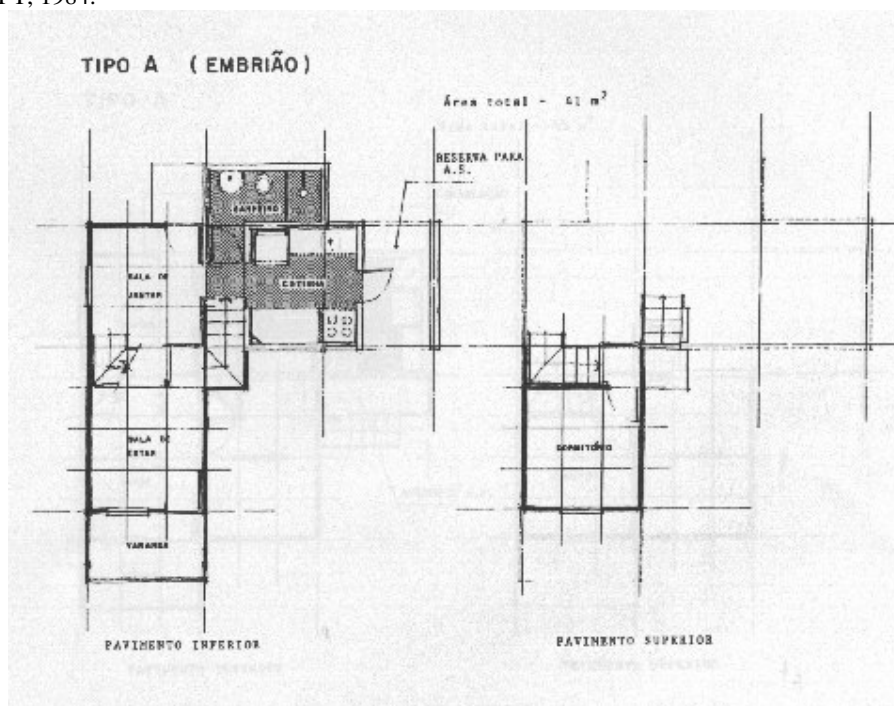 1984.
TIPO A ( EMBRIÃO )
Área total - 41 m²
RESERVA PARA
A.S.
BANHEIRO
SALA DE
JANTAR
COZINHA
SALA DE
ESTAR
DORMITÓRIO
VARANDA
PAVIMENTO INFERIOR
PAVIMENTO SUPERIOR